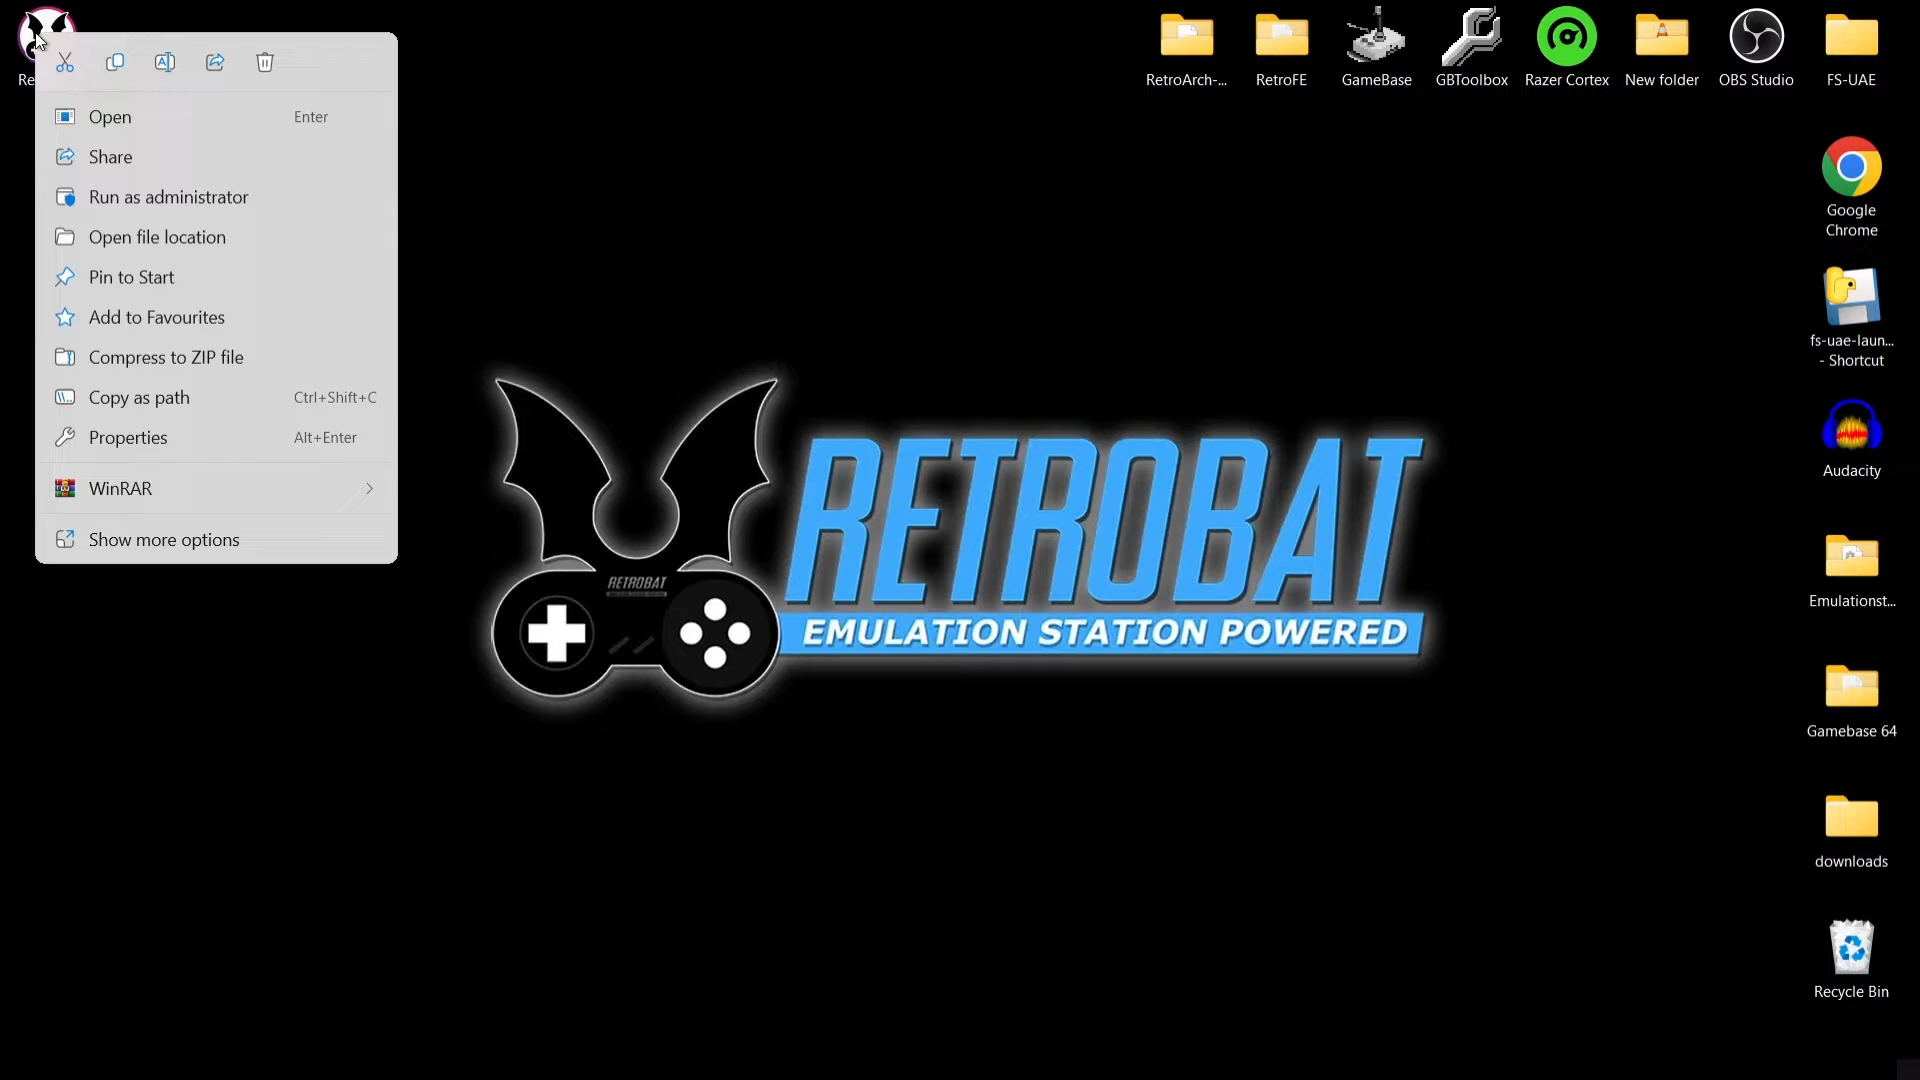 Re
Open Enter
Share
Run as administrator
Open file location
Pin to Start
Add to Favourites
Compress to ZIP file
Copy as path Ctrl+Shift+C
Properties Alt+Enter
WinRAR
Show more options
RetroArch-...
RetroFE
GameBase
GBToolbox
Razer Cortex
New folder
OBS Studio
FS-UAE
Google
Chrome
fs-uae-laun...
- Shortcut
Audacity
Emulationst...
Gamebase 64
downloads
Recycle Bin
RETROBAT
RETROBAT
EMULATION STATION POWERED